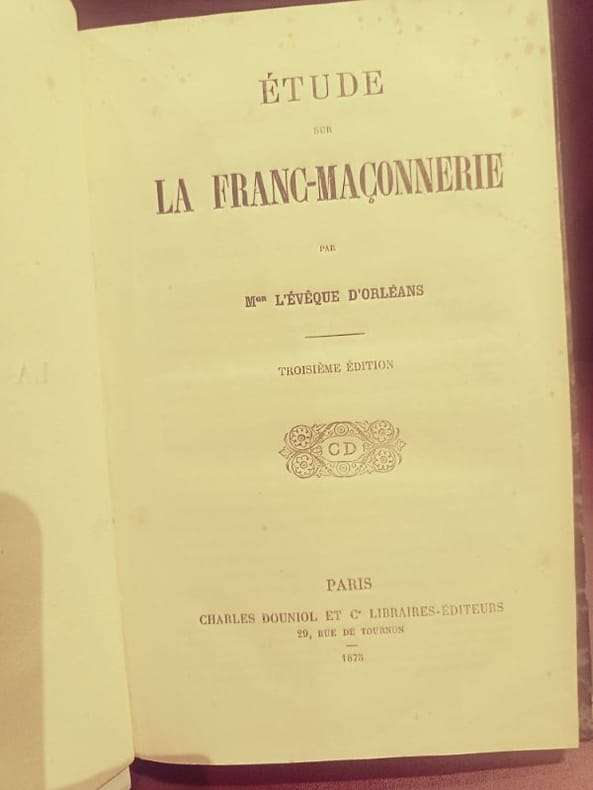 ÉTUDE
SUR
LA FRANC-MAÇONNERIE
PAR
Mᴳᴿ L'ÉVÊQUE D'ORLÉANS
TROISIÈME ÉDITION
CD
PARIS
CHARLES DOUNIOL ET Cᵉ LIBRAIRES-ÉDITEURS
29, RUE DE TOURNON
1875